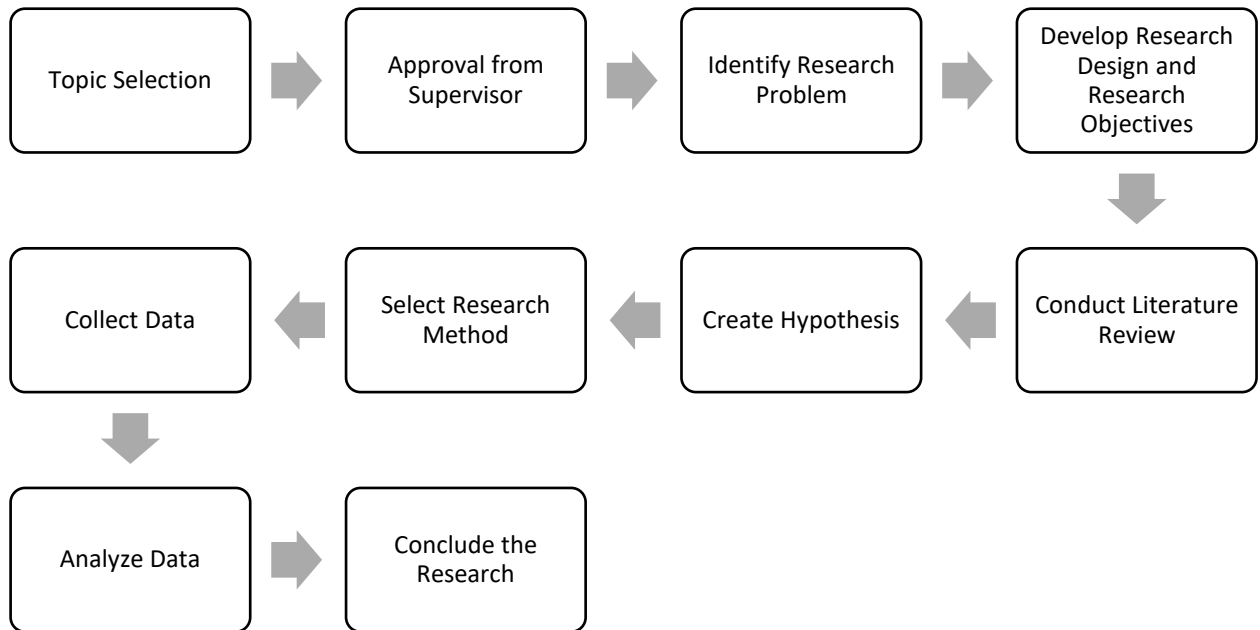 Topic Selection
Approval from
Supervisor
Identify Research
Problem
Develop Research
Design and
Research
Objectives
Conduct Literature
Review
Create Hypothesis
Select Research
Method
Collect Data
Analyze Data
Conclude the
Research